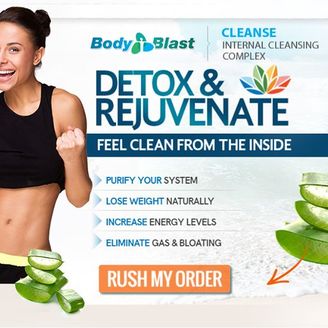 Body Blast
CLEANSE
INTERNAL CLEANSING
COMPLEX
DETOX &
REJUVENATE
FEEL CLEAN FROM THE INSIDE
PURIFY YOUR SYSTEM
LOSE WEIGHT NATURALLY
INCREASE ENERGY LEVELS
ELIMINATE GAS & BLOATING
RUSH MY ORDER